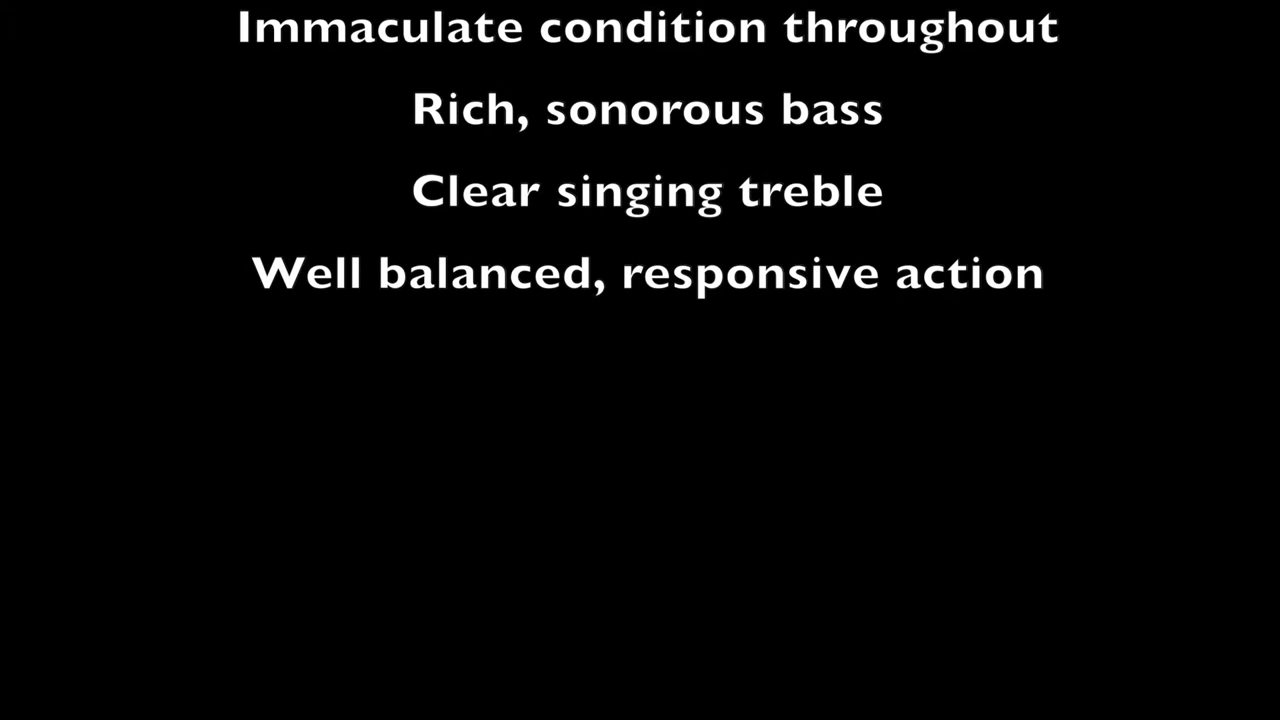 Immaculate condition throughout
Rich, sonorous bass
Clear singing treble
Well balanced, responsive action